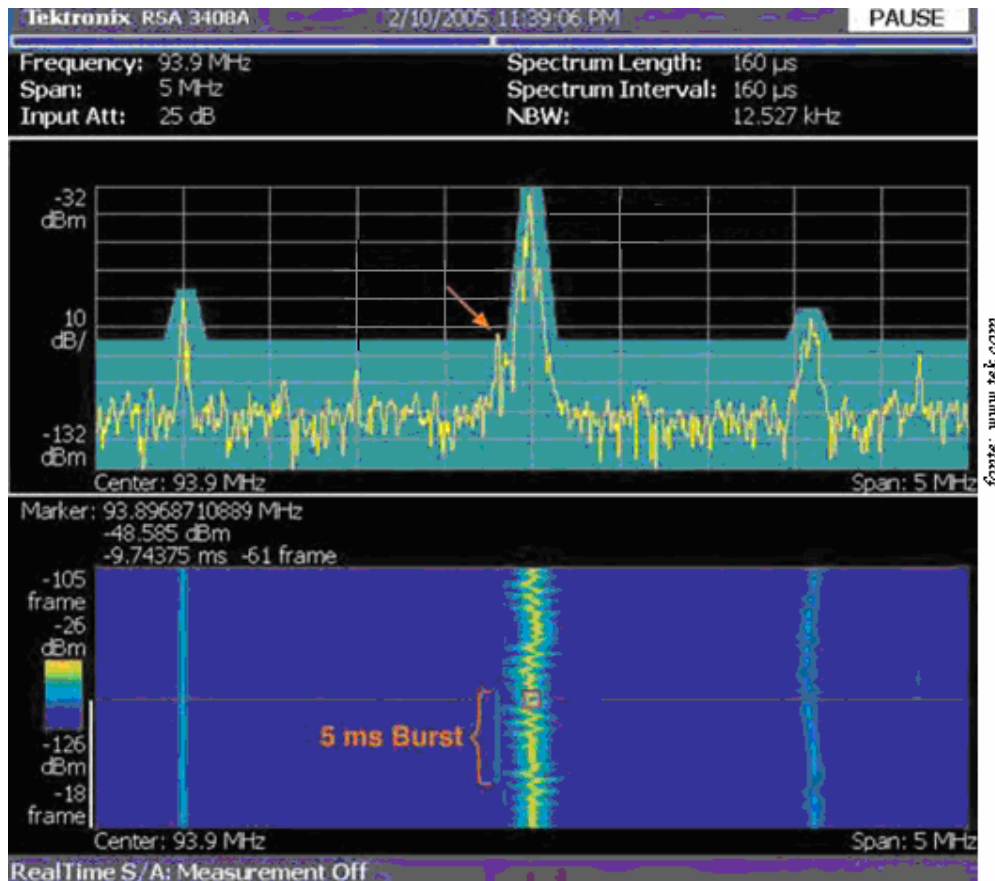 Tektronix RSA 3408A 2/10/2005 11:39:06 PM PAUSE
Frequency: 93.9 MHz Spectrum Length: 160 µs
Span: 5 MHz Spectrum Interval: 160 µs
Input Att: 25 dB NBW: 12.527 kHz
-32
dBm
10
dB/
-132
dBm
Center: 93.9 MHz Span: 5 MHz
Marker: 93.8968710889 MHz
-48.585 dBm
-9.74375 ms -61 frame
-105
frame
-26
dBm
5 ms Burst
-126
dBm
-18
frame
Center: 93.9 MHz Span: 5 MHz
RealTime S/A: Measurement Off
fonte: www.tek.com